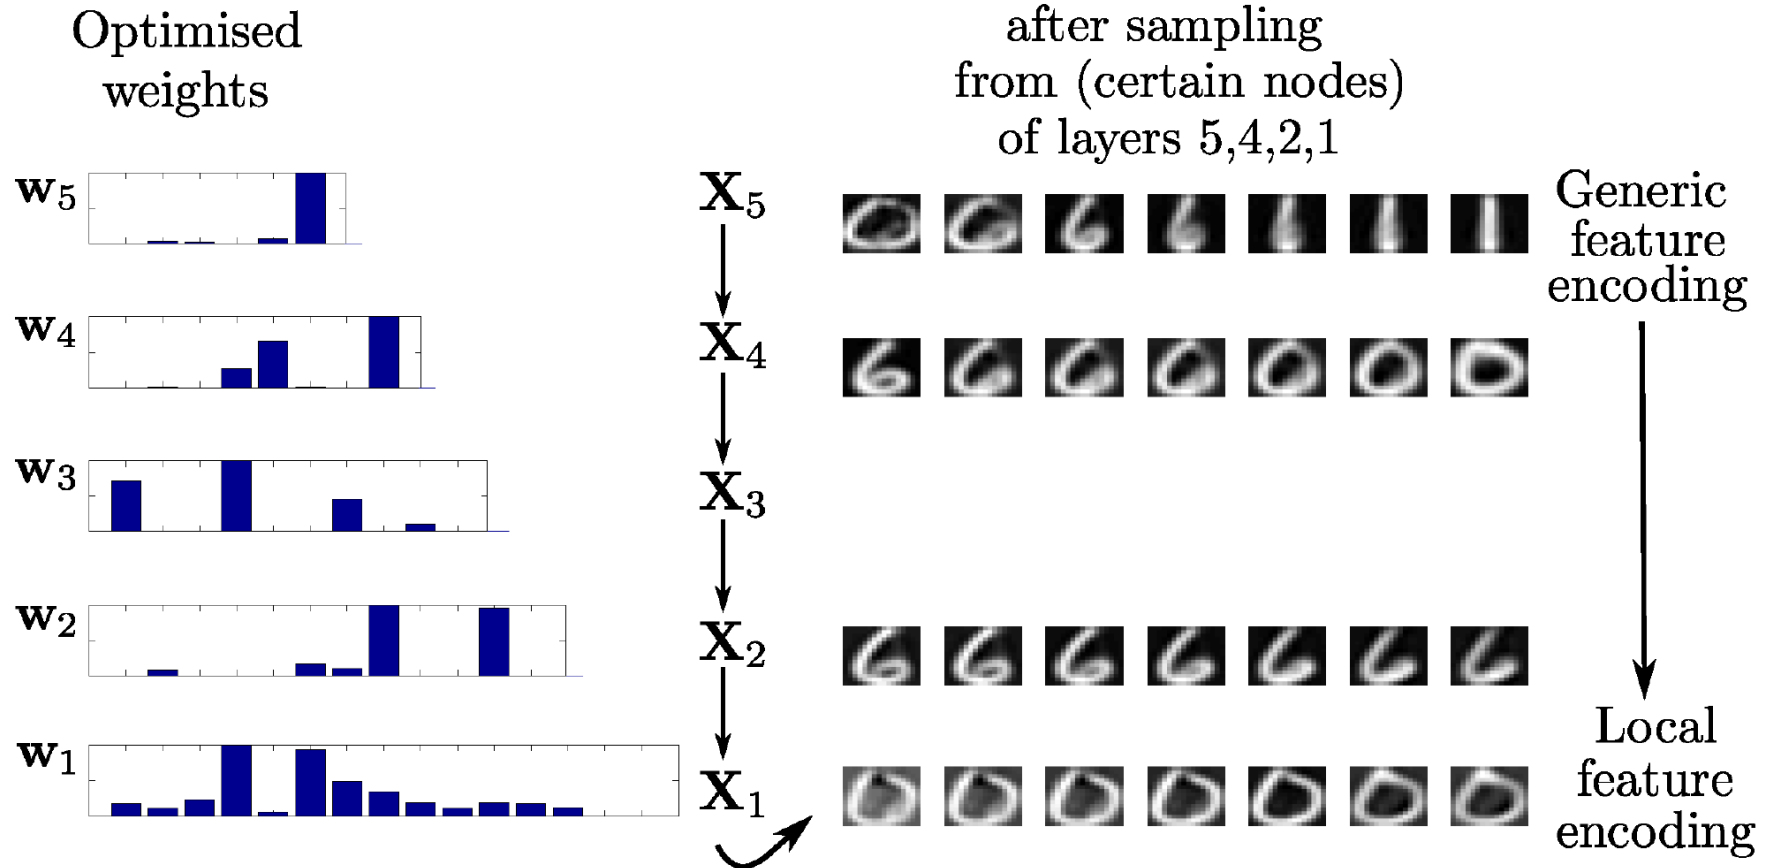 Optimised
weights
after sampling
from (certain nodes)
of layers 5,4,2,1
w₅
X₅
Generic
feature
encoding
w₄
X₄
w₃
X₃
w₂
X₂
w₁
X₁
Local
feature
encoding